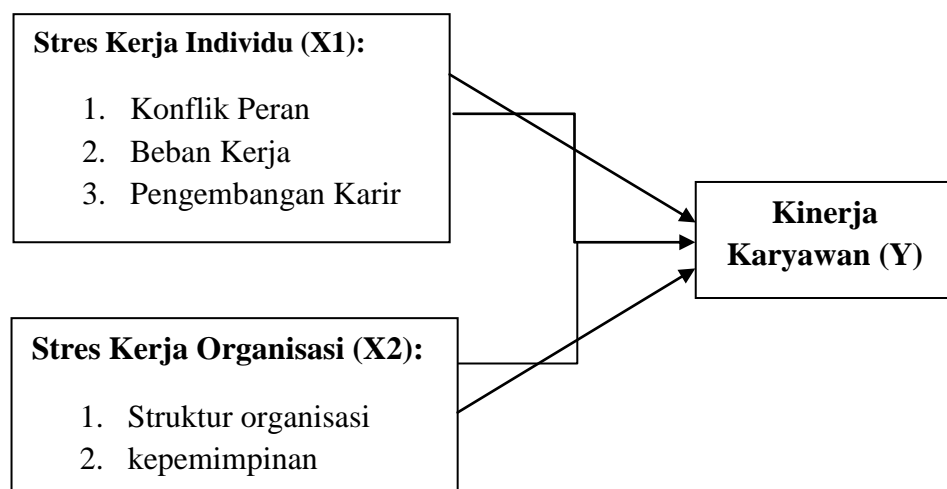 Stres Kerja Individu (X1):
1. Konflik Peran
2. Beban Kerja
3. Pengembangan Karir
Kinerja
Karyawan (Y)
Stres Kerja Organisasi (X2):
1. Struktur organisasi
2. kepemimpinan